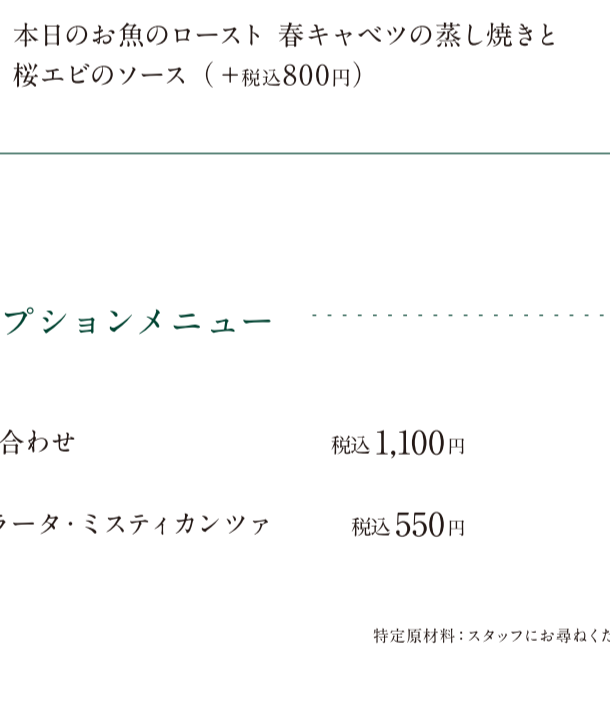 本日のお魚のロースト 春キャベツの蒸し焼きと
桜エビのソース（＋税込800円）
プションメニュー
合わせ 税込1,100円
ラータ・ミスティカンツァ 税込550円
特定原材料：スタッフにお尋ねくだ